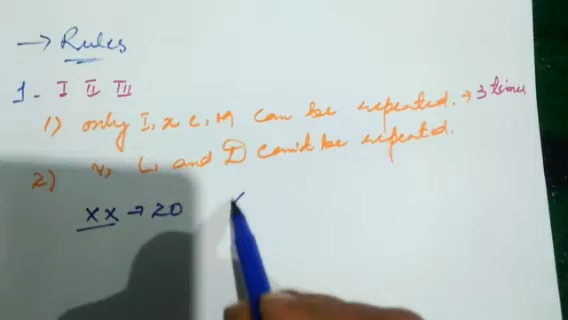 → Rules
1- I II III
1) only I, x c, M can be repeated. → 3 times
2) v, L, and D can't be repeated.
xx → 20